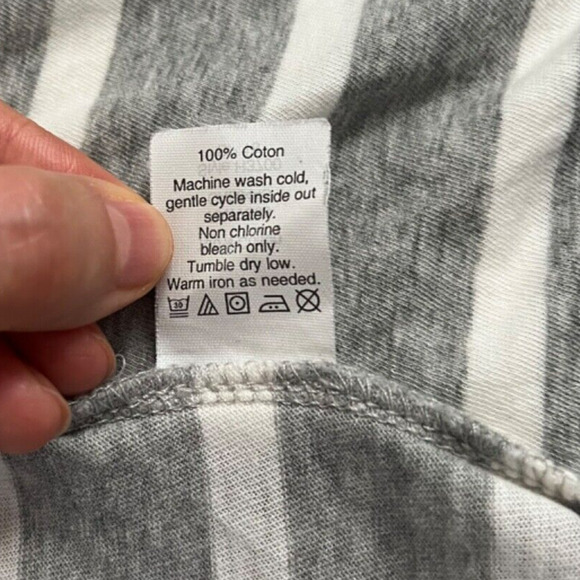 100% Coton
Machine wash cold,
gentle cycle inside out
separately.
Non chlorine
bleach only.
Tumble dry low.
Warm iron as needed.
30